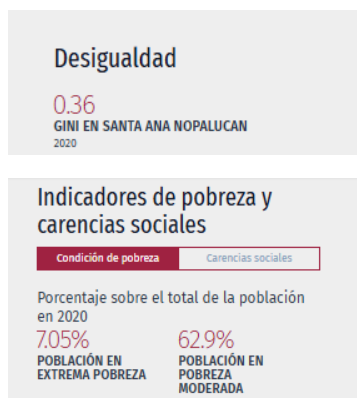 Desigualdad
0.36
GINI EN SANTA ANA NOPALUCAN
2020
Indicadores de pobreza y
carencias sociales
Condición de pobreza
Carencias sociales
Porcentaje sobre el total de la población
en 2020
7.05%
POBLACIÓN EN
EXTREMA POBREZA
62.9%
POBLACIÓN EN
POBREZA
MODERADA